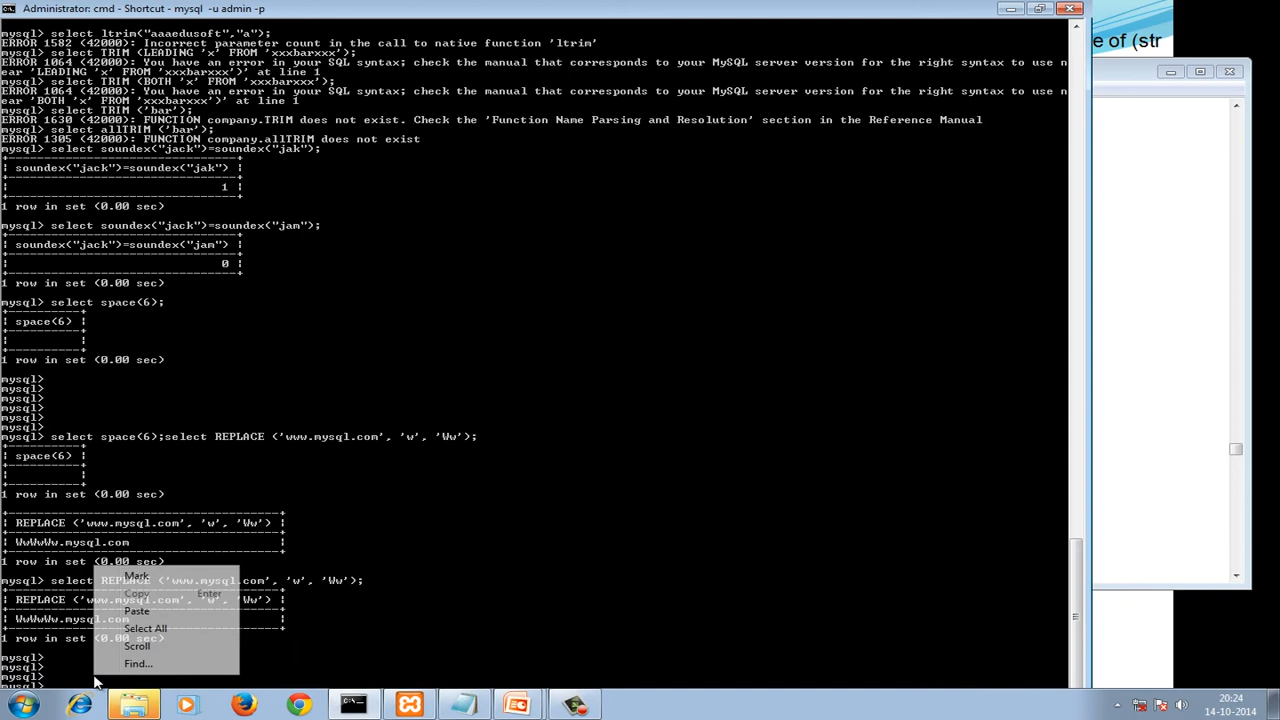 Administrator: cmd - Shortcut - mysql -u admin -p
mysql> select ltrim("aaaedusoft","a");
ERROR 1582 (42000): Incorrect parameter count in the call to native function 'ltrim'
mysql> select TRIM (LEADING 'x' FROM 'xxxbarxxx');
ERROR 1064 (42000): You have an error in your SQL syntax; check the manual that corresponds to your MySQL server version for the right syntax to use n
ear 'LEADING 'x' FROM 'xxxbarxxx')' at line 1
mysql> select TRIM (BOTH 'x' FROM 'xxxbarxxx');
ERROR 1064 (42000): You have an error in your SQL syntax; check the manual that corresponds to your MySQL server version for the right syntax to use n
ear 'BOTH 'x' FROM 'xxxbarxxx')' at line 1
mysql> select TRIM ('bar');
ERROR 1630 (42000): FUNCTION company.TRIM does not exist. Check the 'Function Name Parsing and Resolution' section in the Reference Manual
mysql> select allTRIM ('bar');
ERROR 1305 (42000): FUNCTION company.allTRIM does not exist
mysql> select soundex("jack")=soundex("jak");
soundex("jack")=soundex("jak")
1
1 row in set (0.00 sec)
mysql> select soundex("jack")=soundex("jam");
soundex("jack")=soundex("jam")
0
1 row in set (0.00 sec)
mysql> select space(6);
space(6)
1 row in set (0.00 sec)
mysql>
mysql>
mysql>
mysql>
mysql>
mysql>
mysql> select space(6);select REPLACE ('www.mysql.com', 'w', 'Ww');
space(6)
1 row in set (0.00 sec)
REPLACE ('www.mysql.com', 'w', 'Ww')
WwWwWw.mysql.com
1 row in set (0.00 sec)
mysql> select REPLACE ('www.mysql.com', 'w', 'Ww');
REPLACE ('www.mysql.com', 'w', 'Ww')
WwWwWw.mysql.com
1 row in set (0.00 sec)
mysql>
mysql>
mysql>
mysql>
Mark
Copy Enter
Paste
Select All
Scroll
Find...
e of (str
20:24
14-10-2014